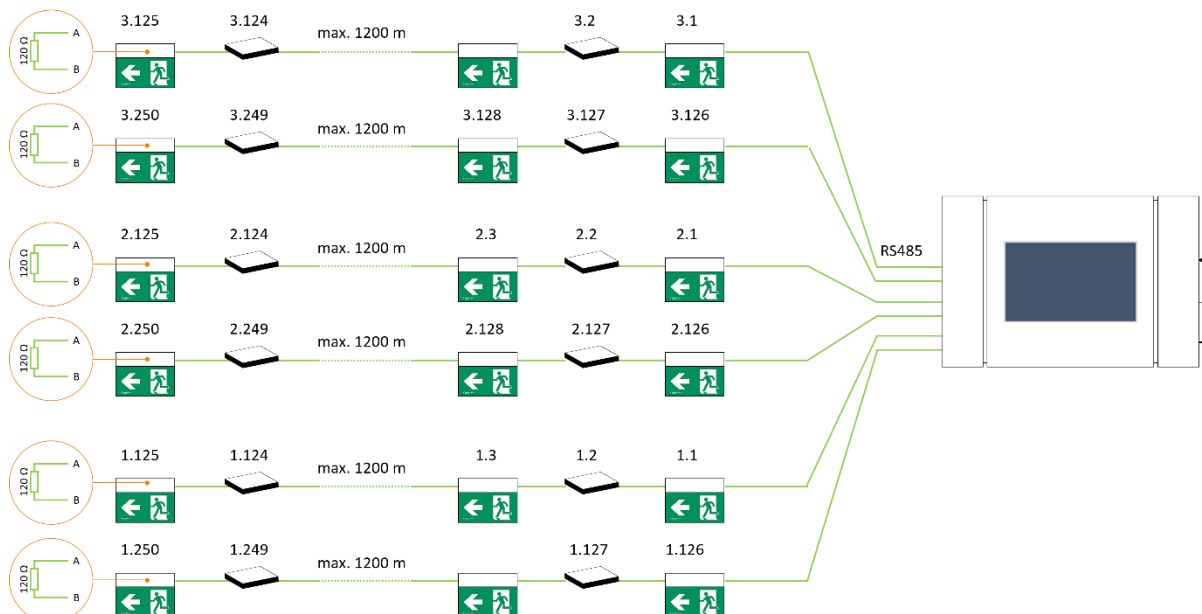 3.125 3.124 max. 1200 m 3.2 3.1
120 Ω A B
3.250 3.249 max. 1200 m 3.128 3.127 3.126
120 Ω A B
2.125 2.124 max. 1200 m 2.3 2.2 2.1
120 Ω A B
RS485
2.250 2.249 max. 1200 m 2.128 2.127 2.126
120 Ω A B
1.125 1.124 max. 1200 m 1.3 1.2 1.1
120 Ω A B
1.250 1.249 max. 1200 m 1.127 1.126
120 Ω A B